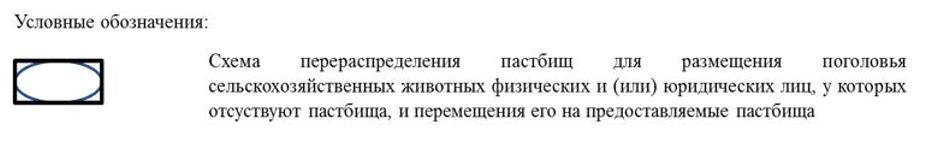 Условные обозначения:
Схема перераспределения пастбищ для размещения поголовья
сельскохозяйственных животных физических и (или) юридических лиц, у которых
отсуствуют пастбища, и перемещения его на предоставляемые пастбища